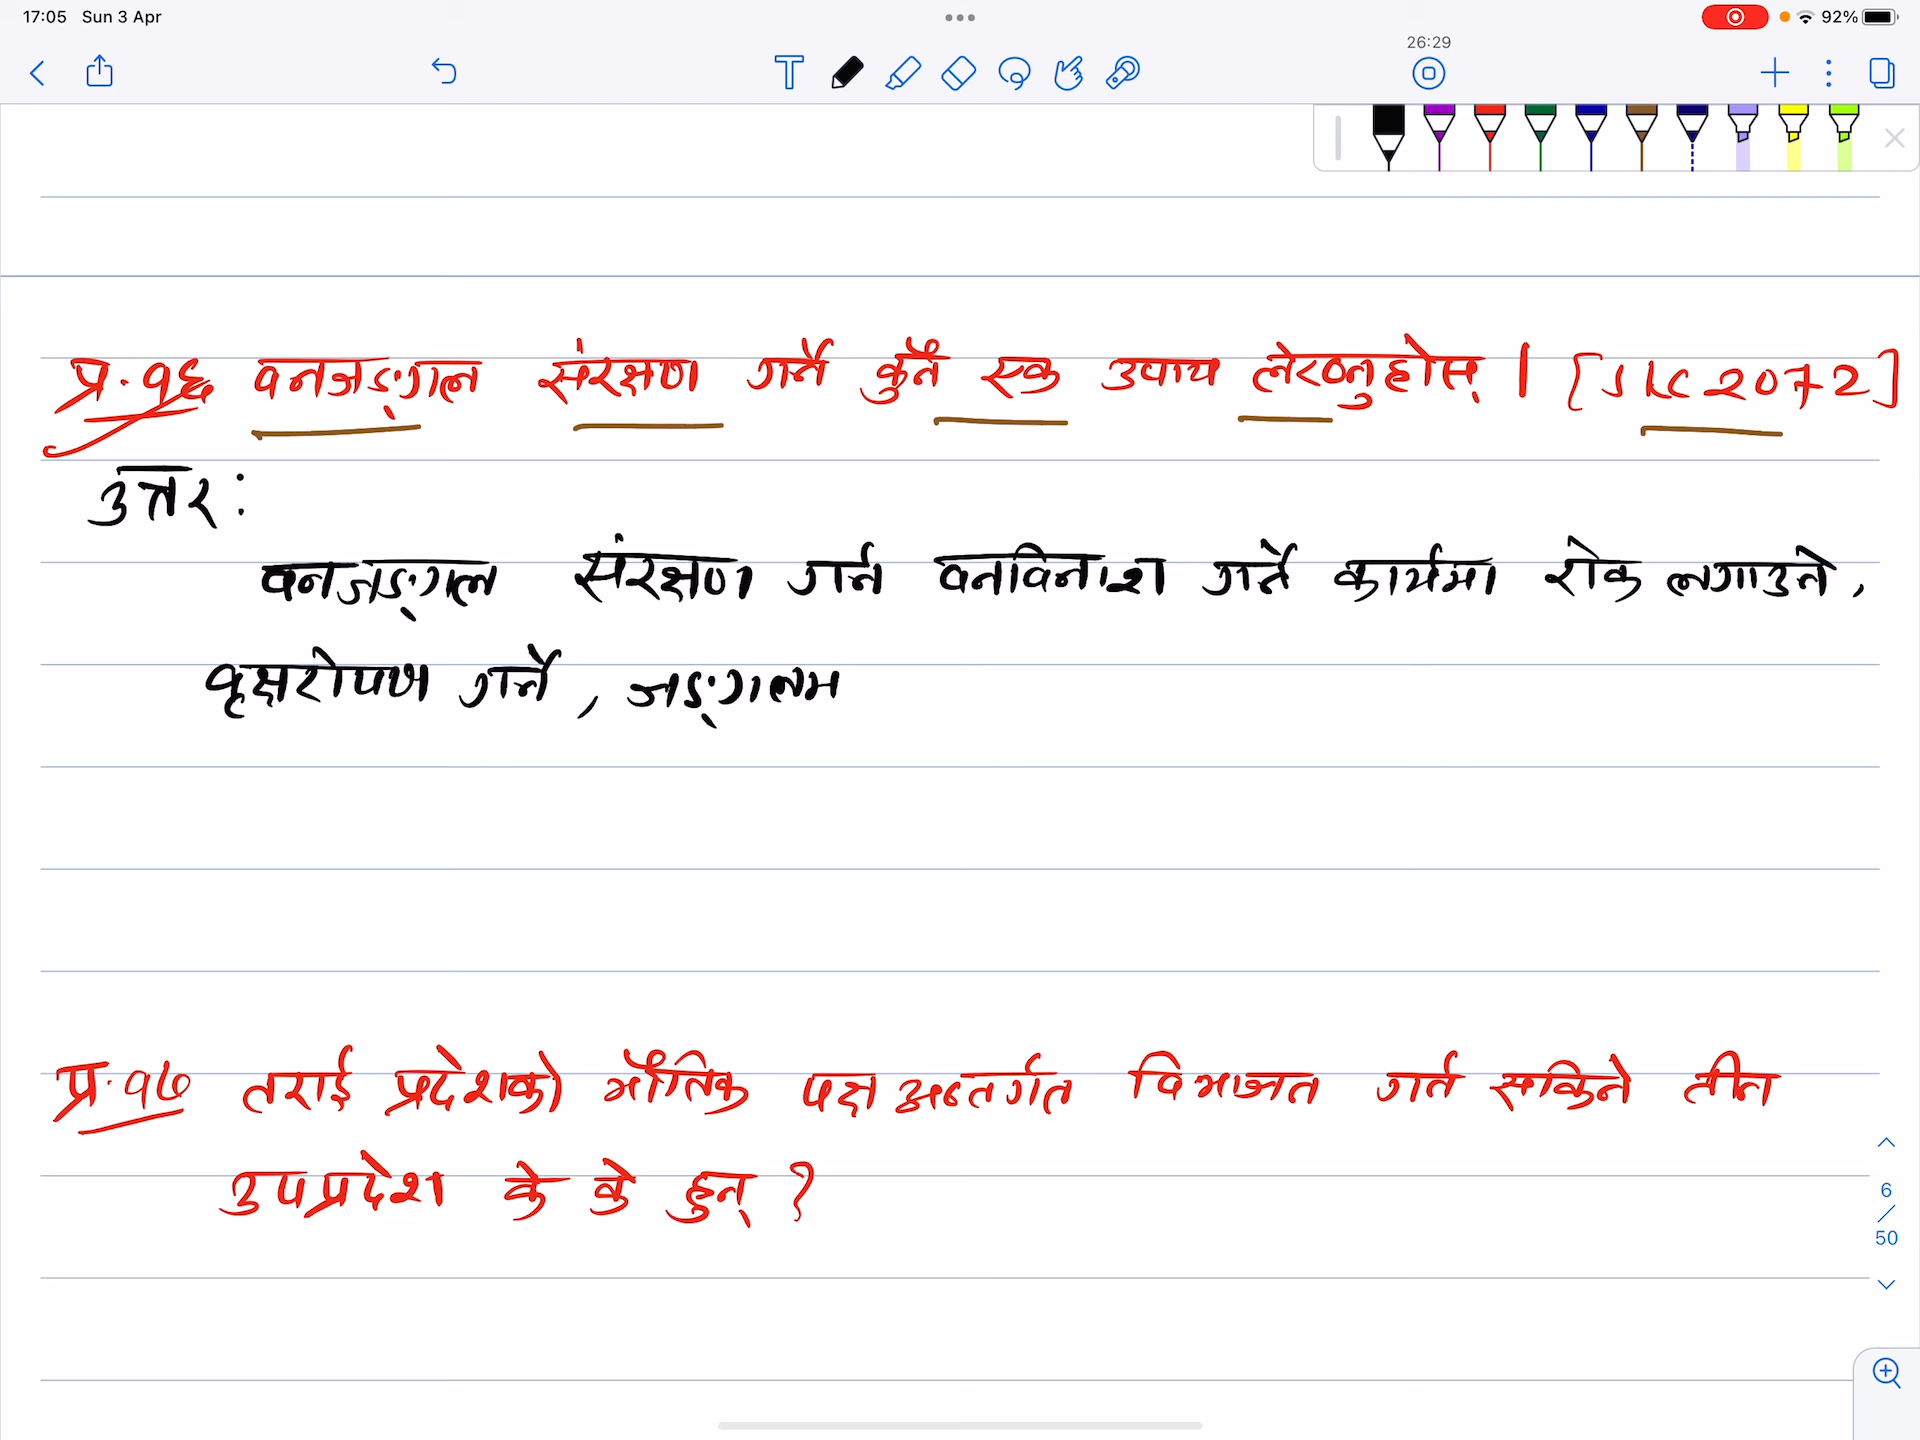 17:05 Sun 3 Apr
92%
26:29
प्र. १६ वनजङ्गल संरक्षण गर्ने कुनै एक उपाय लेख्नुहोस् । [SLC 2072]
उत्तर :
वनजङ्गल संरक्षण गर्न वनविनाश गर्ने कार्यमा रोक लगाउने ,
वृक्षरोपण गर्ने , जङ्गलम
प्र. १७ तराई प्रदेशको भौतिक पक्ष अन्तर्गत विभाजत गर्न सकिने तीन
उपप्रदेश के के हुन् ?
6
/
50